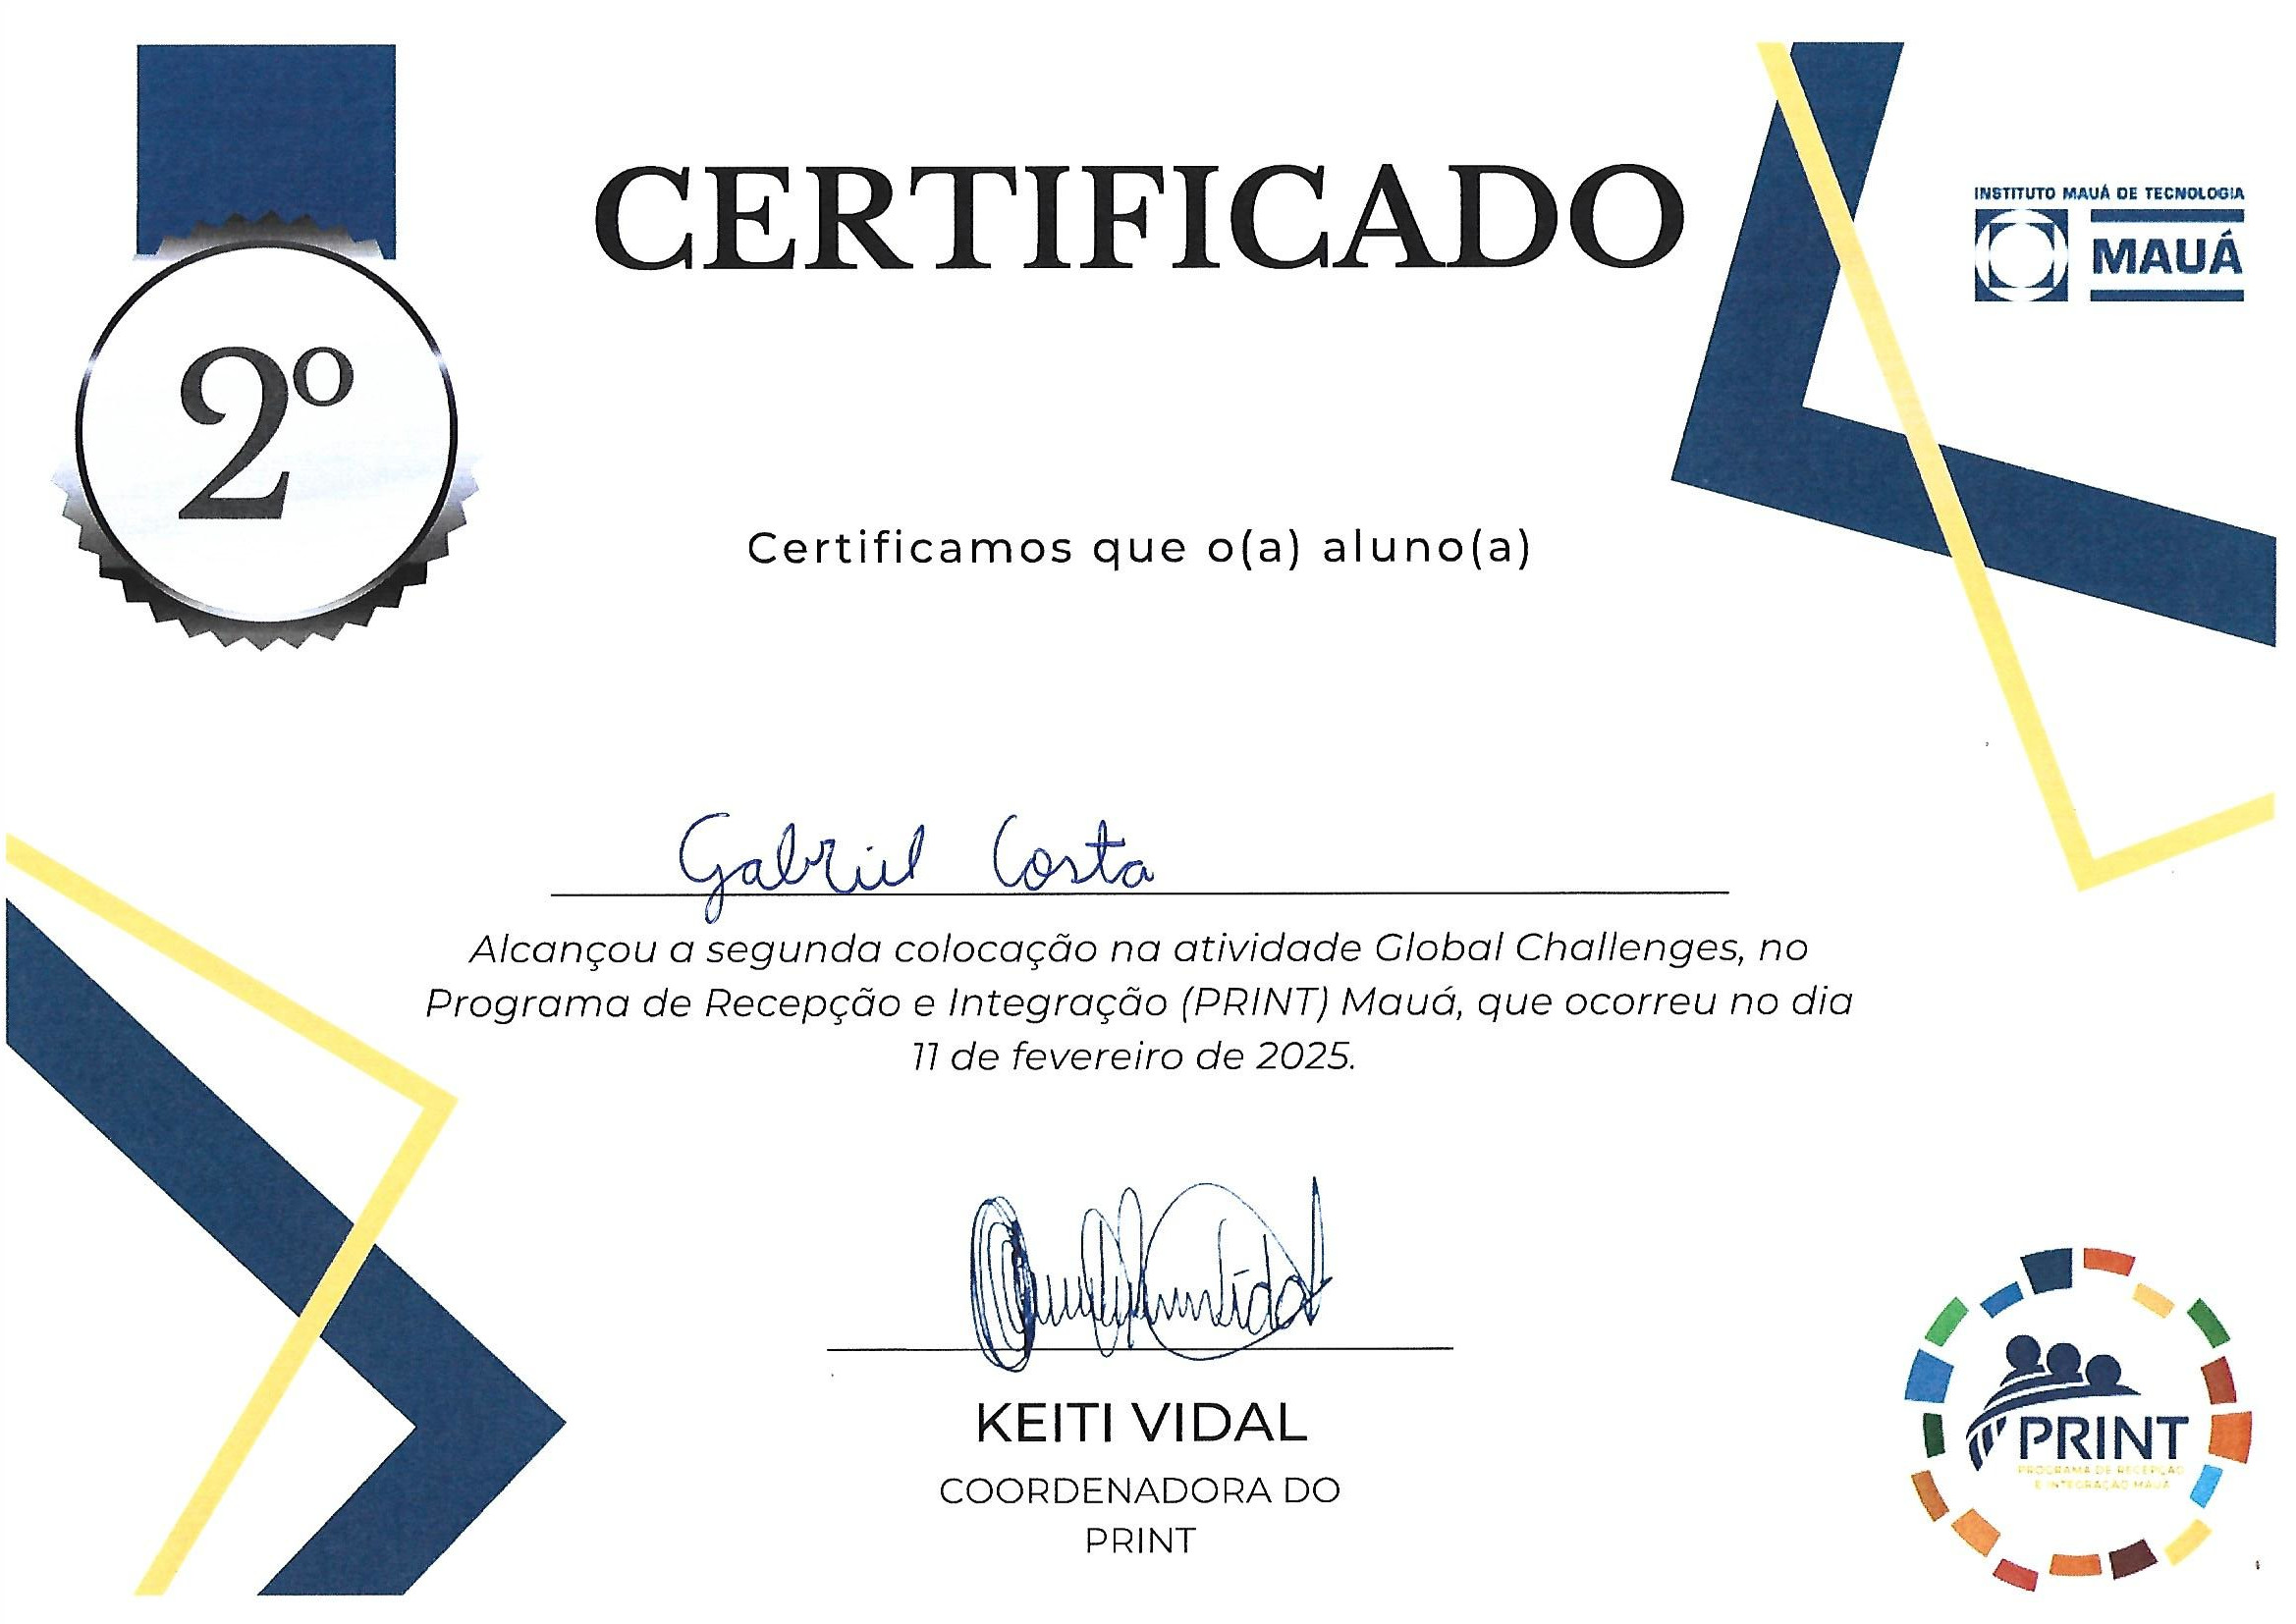 CERTIFICADO
INSTITUTO MAUÁ DE TECNOLOGIA
MAUÁ
2º
Certificamos que o(a) aluno(a)
Gabriel Costa
Alcançou a segunda colocação na atividade Global Challenges, no
Programa de Recepção e Integração (PRINT) Mauá, que ocorreu no dia
11 de fevereiro de 2025.
KEITI VIDAL
COORDENADORA DO
PRINT
PRINT
PROGRAMA DE RECEPÇÃO
E INTEGRAÇÃO MAUÁ